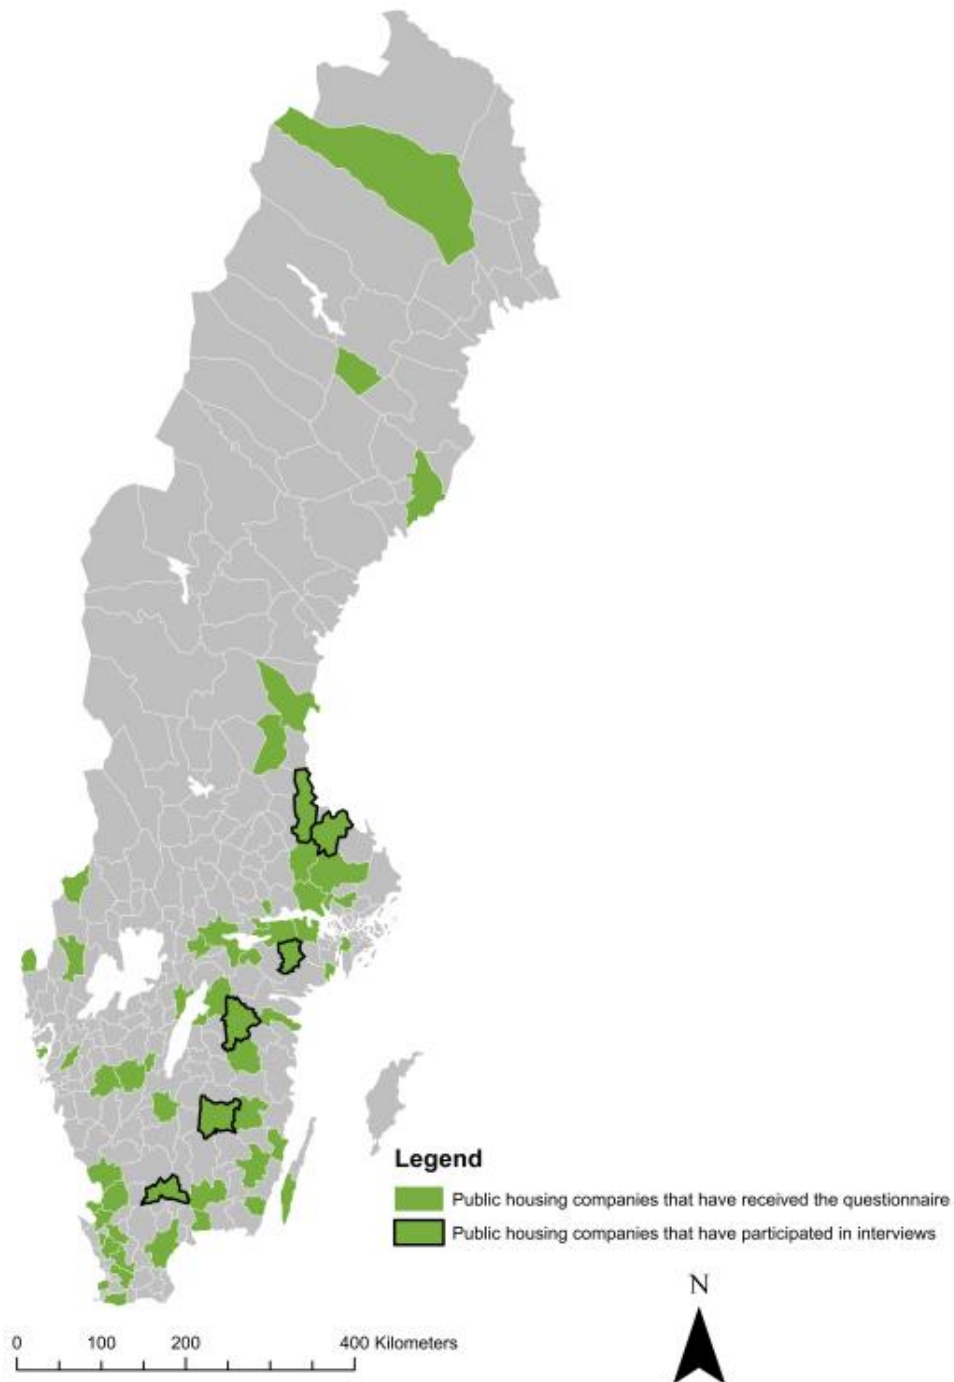 Legend
Public housing companies that have received the questionnaire
Public housing companies that have participated in interviews
N
0 100 200 400 Kilometers